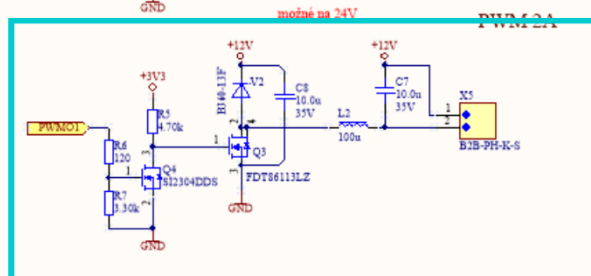 GND
možné na 24V
PWM 2A
+12V
+12V
+3V3
B340-13F
V2
C8
10.0u
35V
C7
10.0u
35V
X5
1
2
B2B-PH-K-S
PWMO1
R5
4.70k
L2
100u
2
4
1
Q3
3
FDT86113LZ
R6
120
3
Q4
1
SI2304DDS
2
R7
3.30k
GND
GND